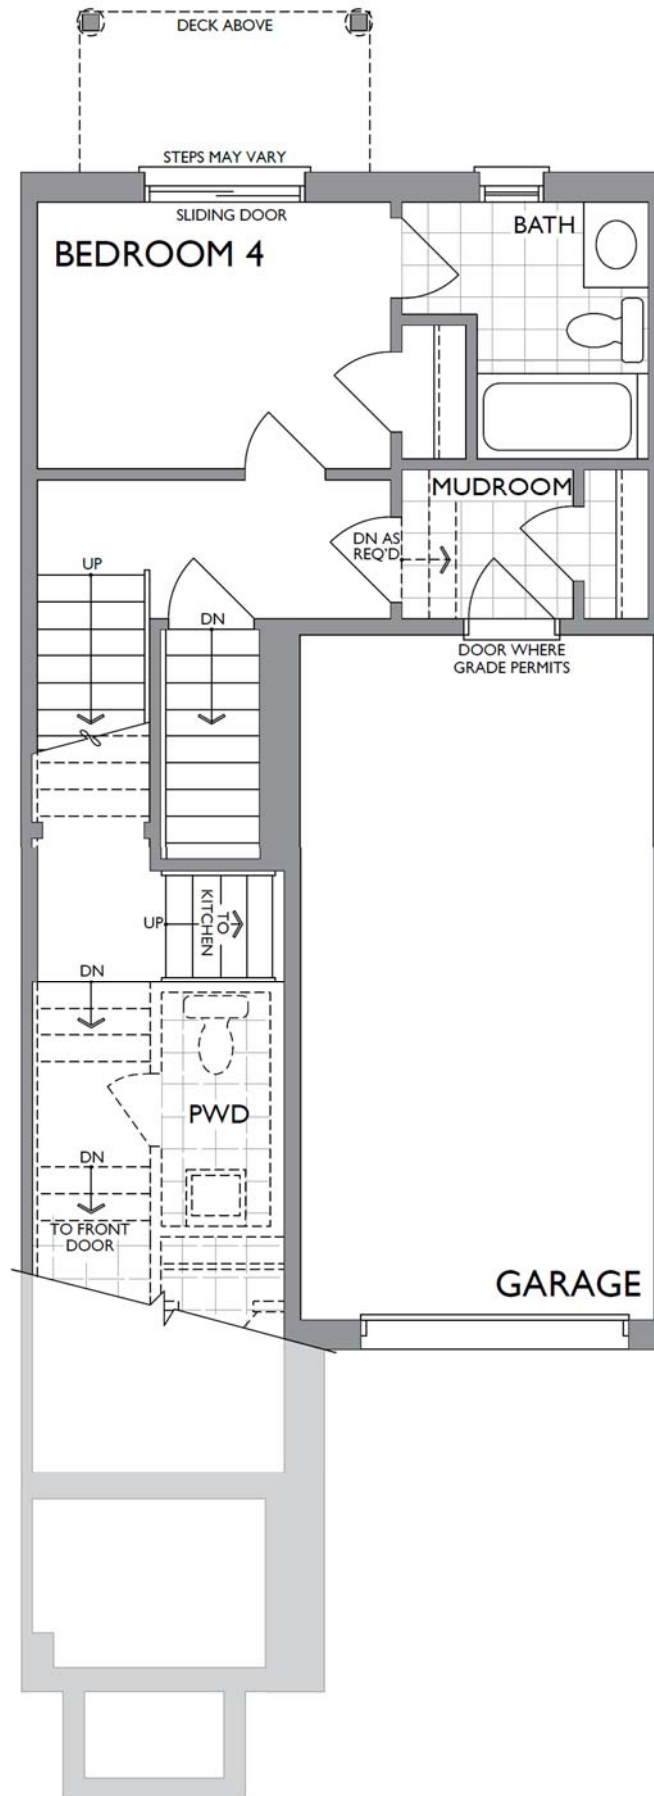 DECK ABOVE
STEPS MAY VARY
SLIDING DOOR
BATH
BEDROOM 4
MUDROOM
DN AS
REQ'D
UP
DN
DOOR WHERE
GRADE PERMITS
UP
TO
KITCHEN
DN
PWD
DN
TO FRONT
DOOR
GARAGE